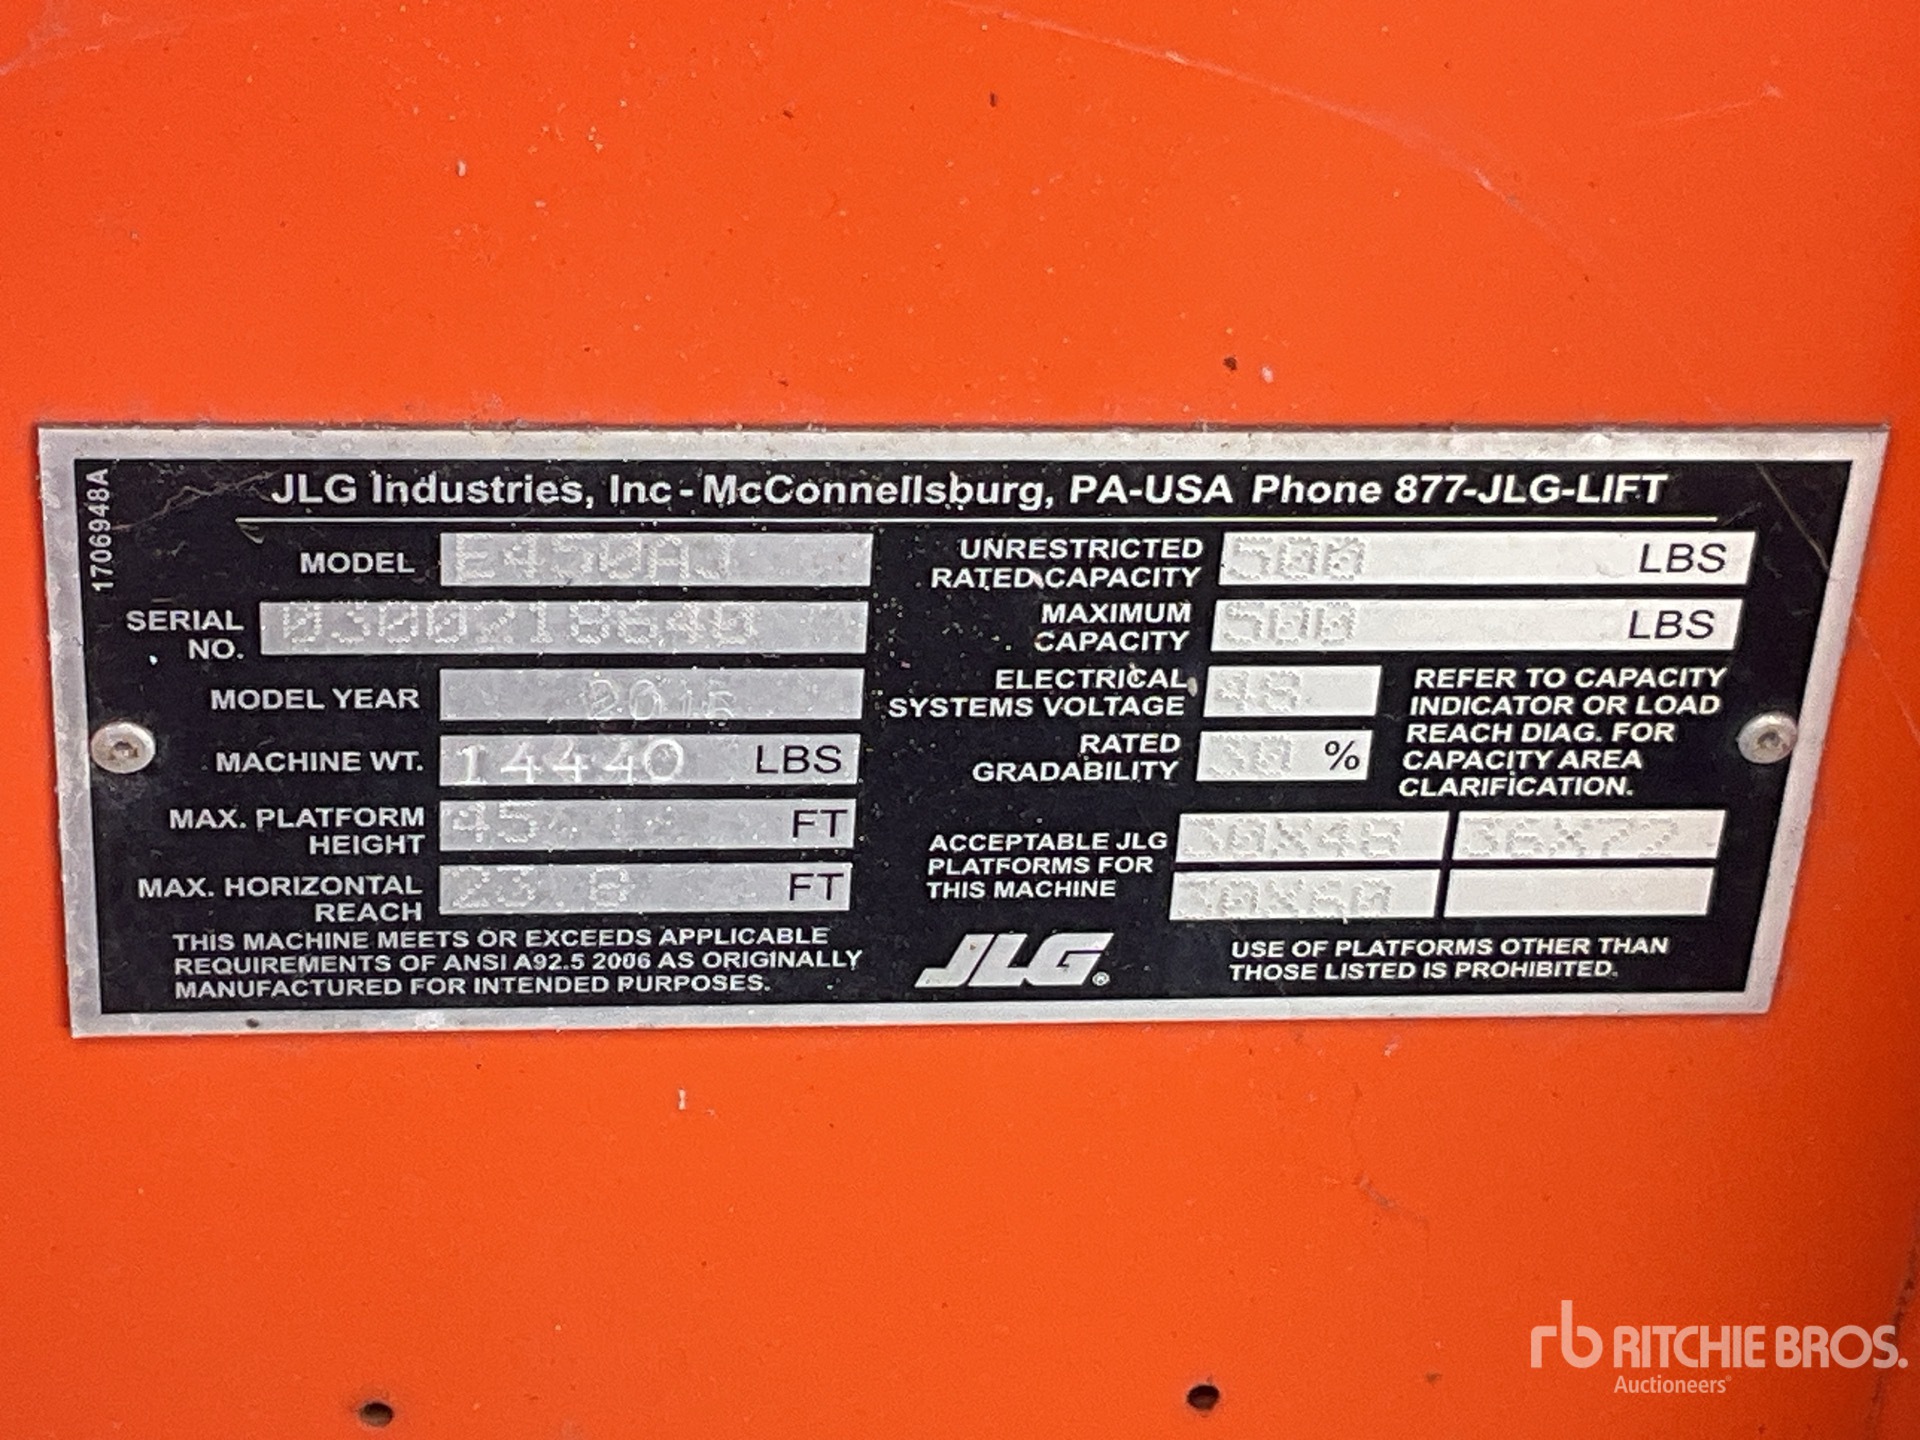 1706948A
JLG Industries, Inc - McConnellsburg, PA-USA Phone 877-JLG-LIFT
MODEL E450AJ
SERIAL NO.
MODEL YEAR 2015
MACHINE WT. 14440 LBS
MAX. PLATFORM HEIGHT 45 FT
MAX. HORIZONTAL REACH FT
THIS MACHINE MEETS OR EXCEEDS APPLICABLE
REQUIREMENTS OF ANSI A92.5 2006 AS ORIGINALLY
MANUFACTURED FOR INTENDED PURPOSES.
UNRESTRICTED RATED CAPACITY 500 LBS
MAXIMUM CAPACITY 500 LBS
ELECTRICAL SYSTEMS VOLTAGE 48
RATED GRADABILITY 30 %
REFER TO CAPACITY
INDICATOR OR LOAD
REACH DIAG. FOR
CAPACITY AREA
CLARIFICATION.
ACCEPTABLE JLG
PLATFORMS FOR
THIS MACHINE
30X48 36X72
30X60
JLG®
USE OF PLATFORMS OTHER THAN
THOSE LISTED IS PROHIBITED.
rb RITCHIE BROS.
Auctioneers